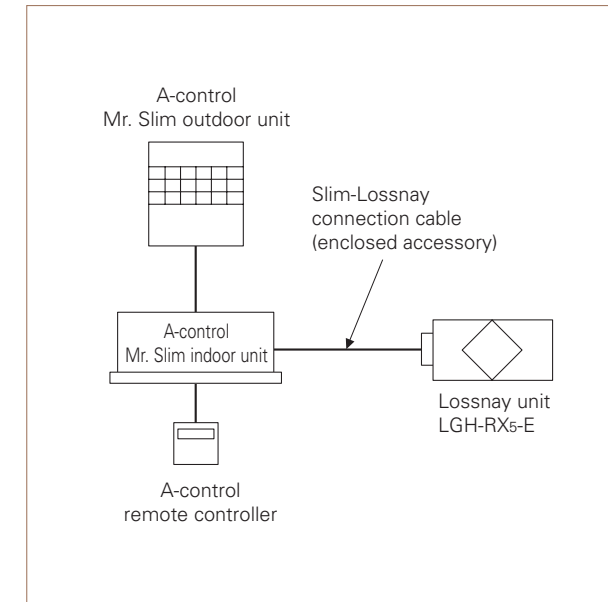 A-control
Mr. Slim outdoor unit
Slim-Lossnay
connection cable
(enclosed accessory)
A-control
Mr. Slim indoor unit
Lossnay unit
LGH-RX5-E
A-control
remote controller